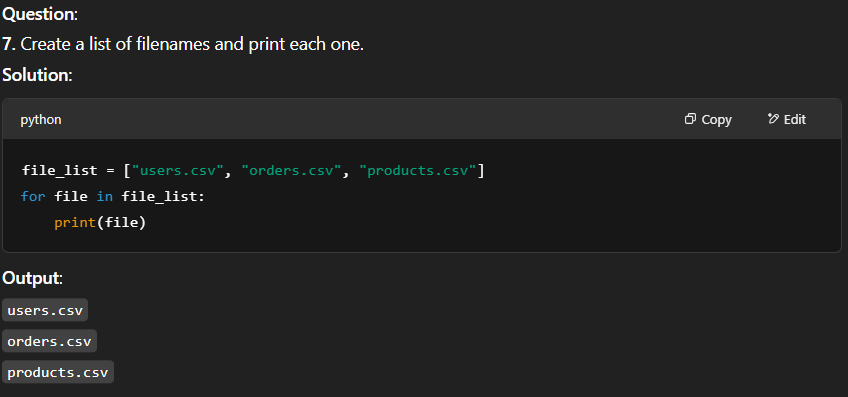 Question:
7. Create a list of filenames and print each one.
Solution:
python Copy Edit
file_list = ["users.csv", "orders.csv", "products.csv"]
for file in file_list:
    print(file)
Output:
users.csv
orders.csv
products.csv